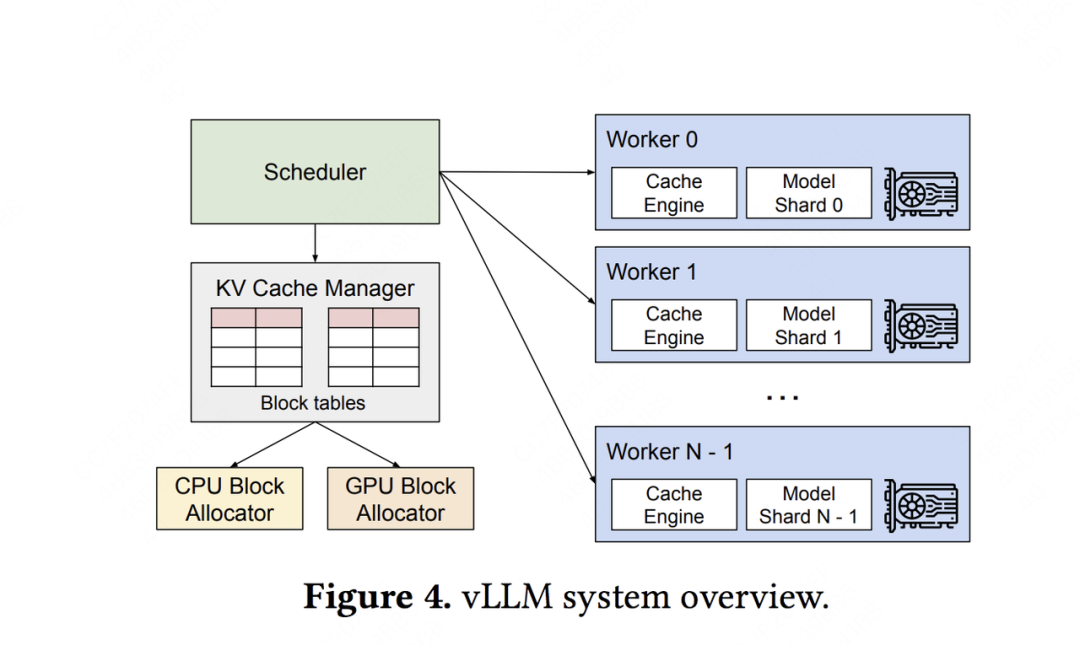 Scheduler
KV Cache Manager
Block tables
CPU Block
Allocator
GPU Block
Allocator
Worker 0
Cache
Engine
Model
Shard 0
Worker 1
Cache
Engine
Model
Shard 1
...
Worker N - 1
Cache
Engine
Model
Shard N - 1
Figure 4. vLLM system overview.